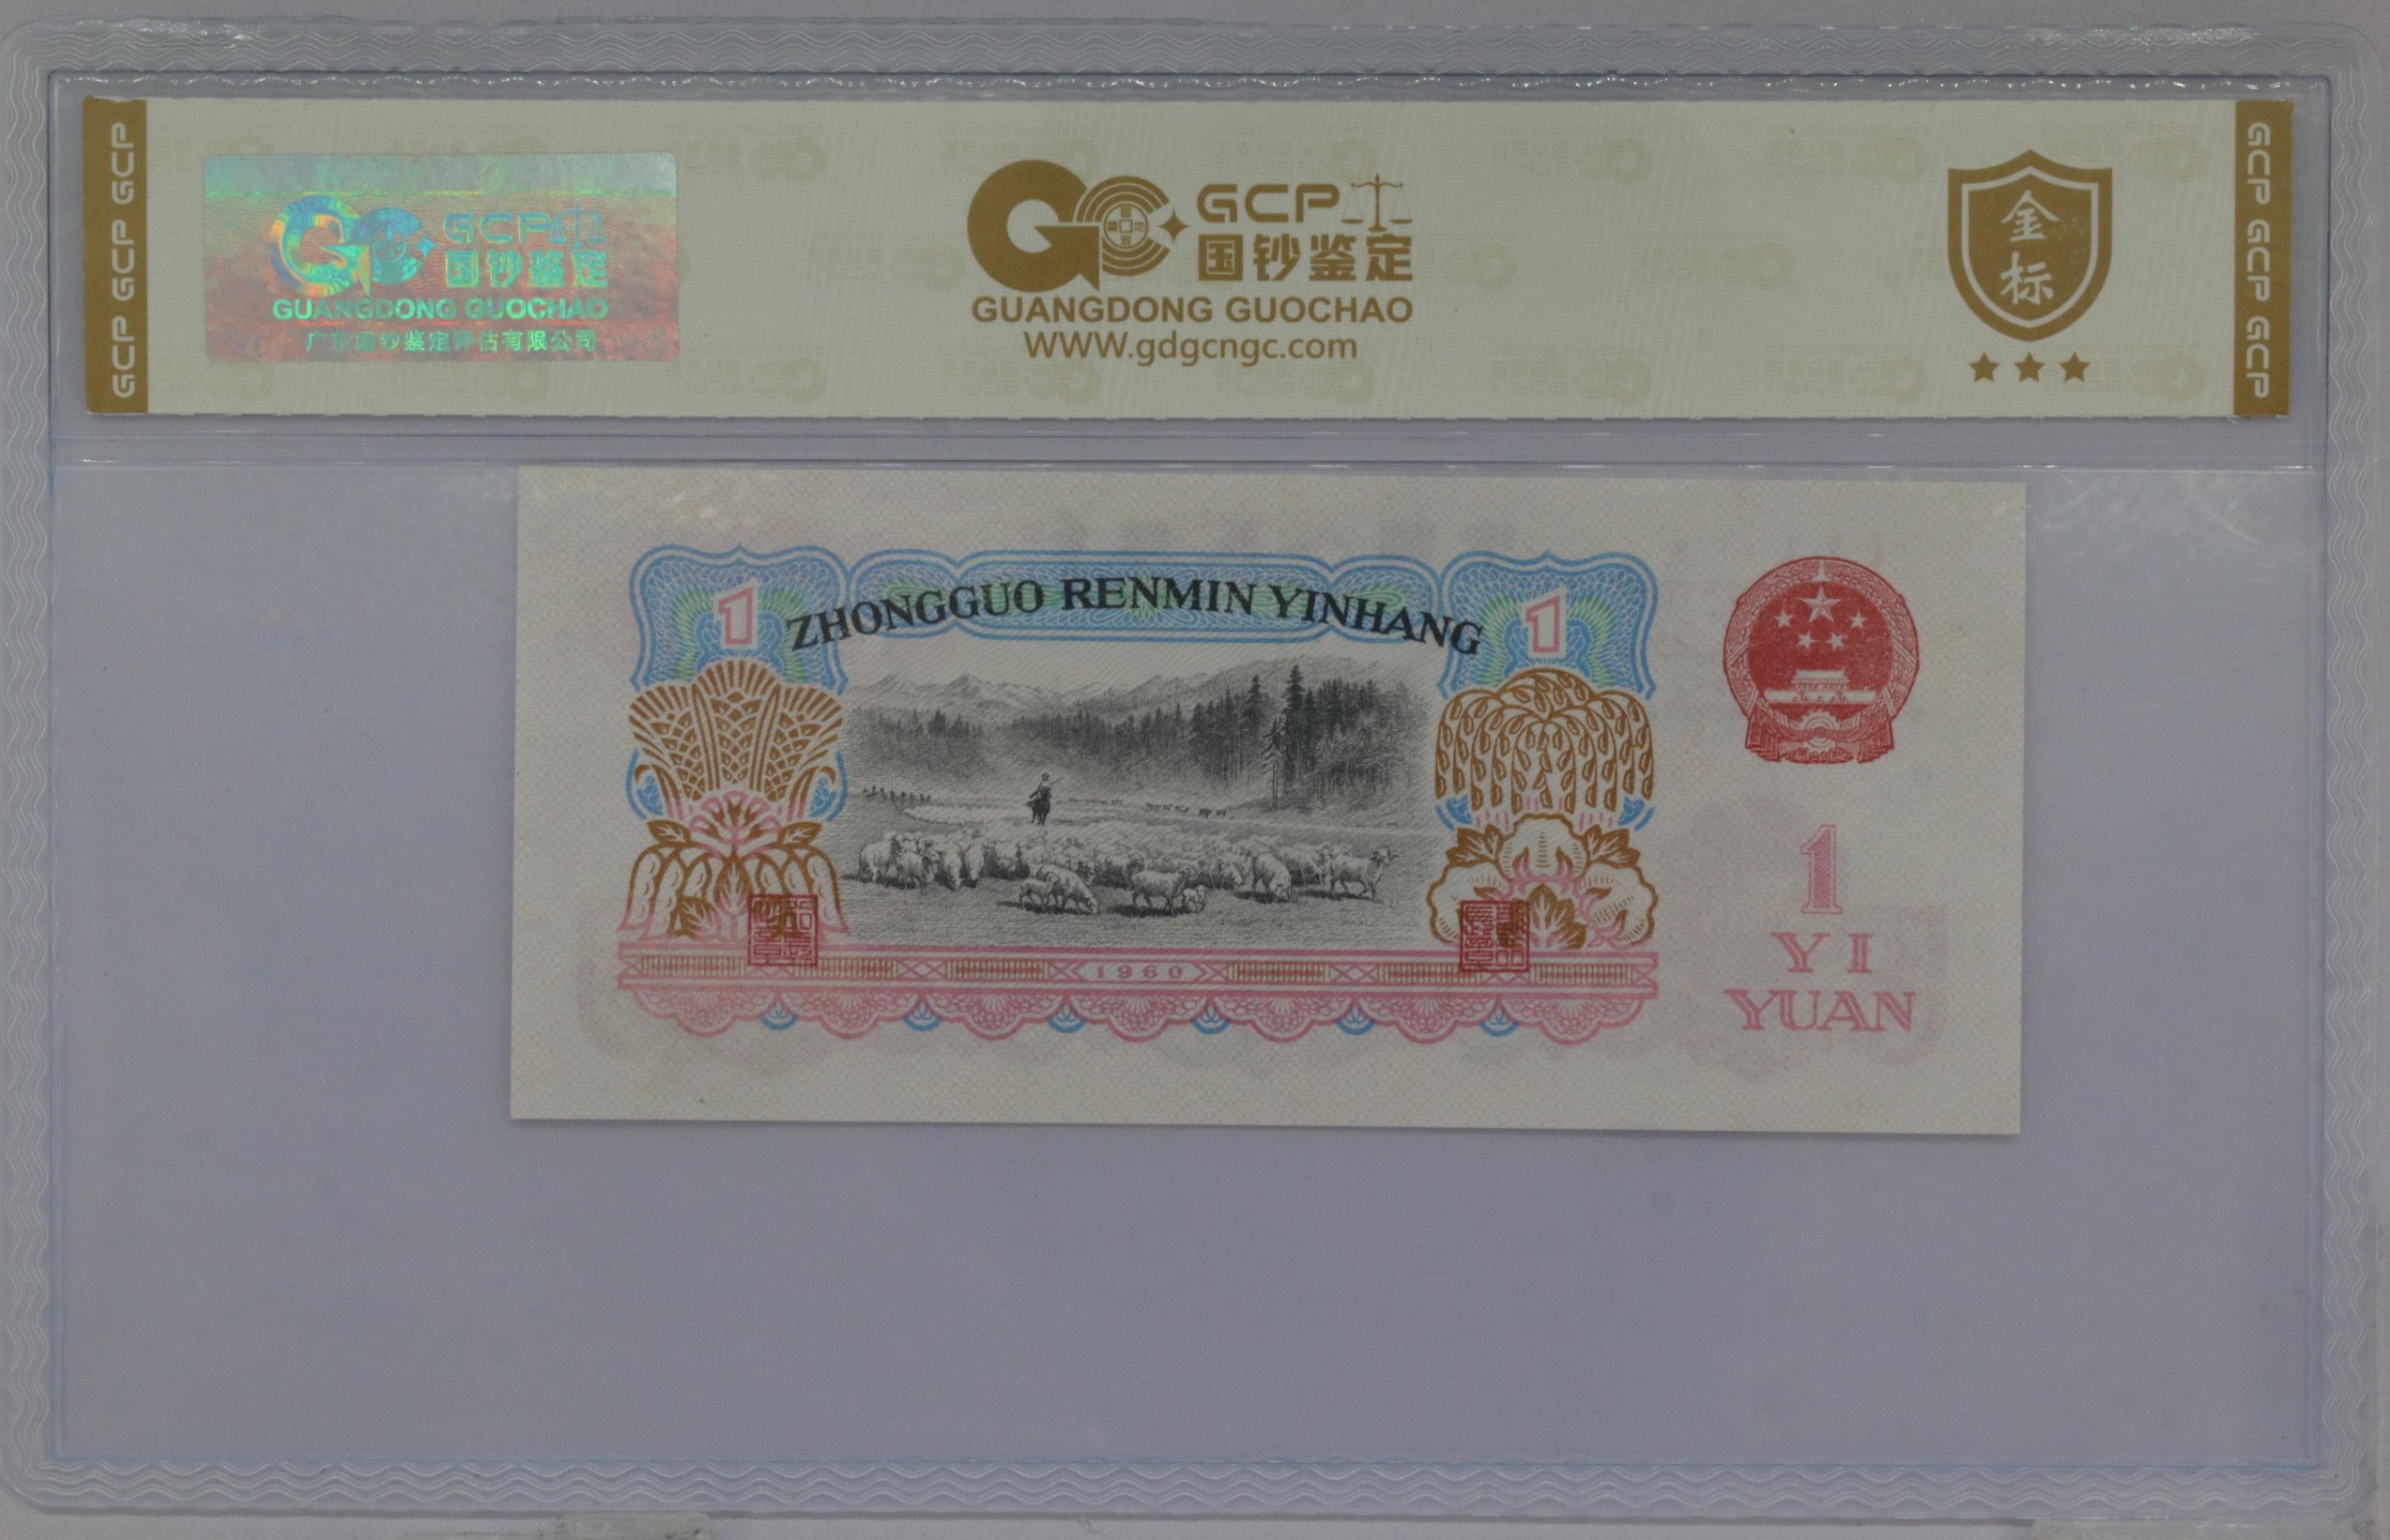 GCP GCP GCP
GCP
国钞鉴定
GUANGDONG GUOCHAO
广东国钞鉴定评估有限公司
GCP
国钞鉴定
GUANGDONG GUOCHAO
www.gdgcngc.com
金
标
GCP GCP GCP
ZHONGGUO RENMIN YINHANG
1
1
1960
1
YI
YUAN